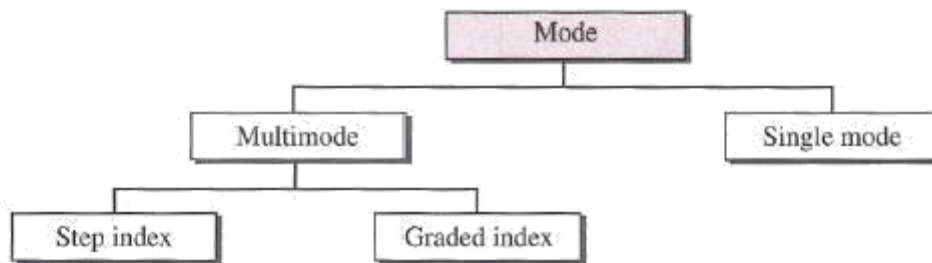 Mode
Multimode
Single mode
Step index
Graded index